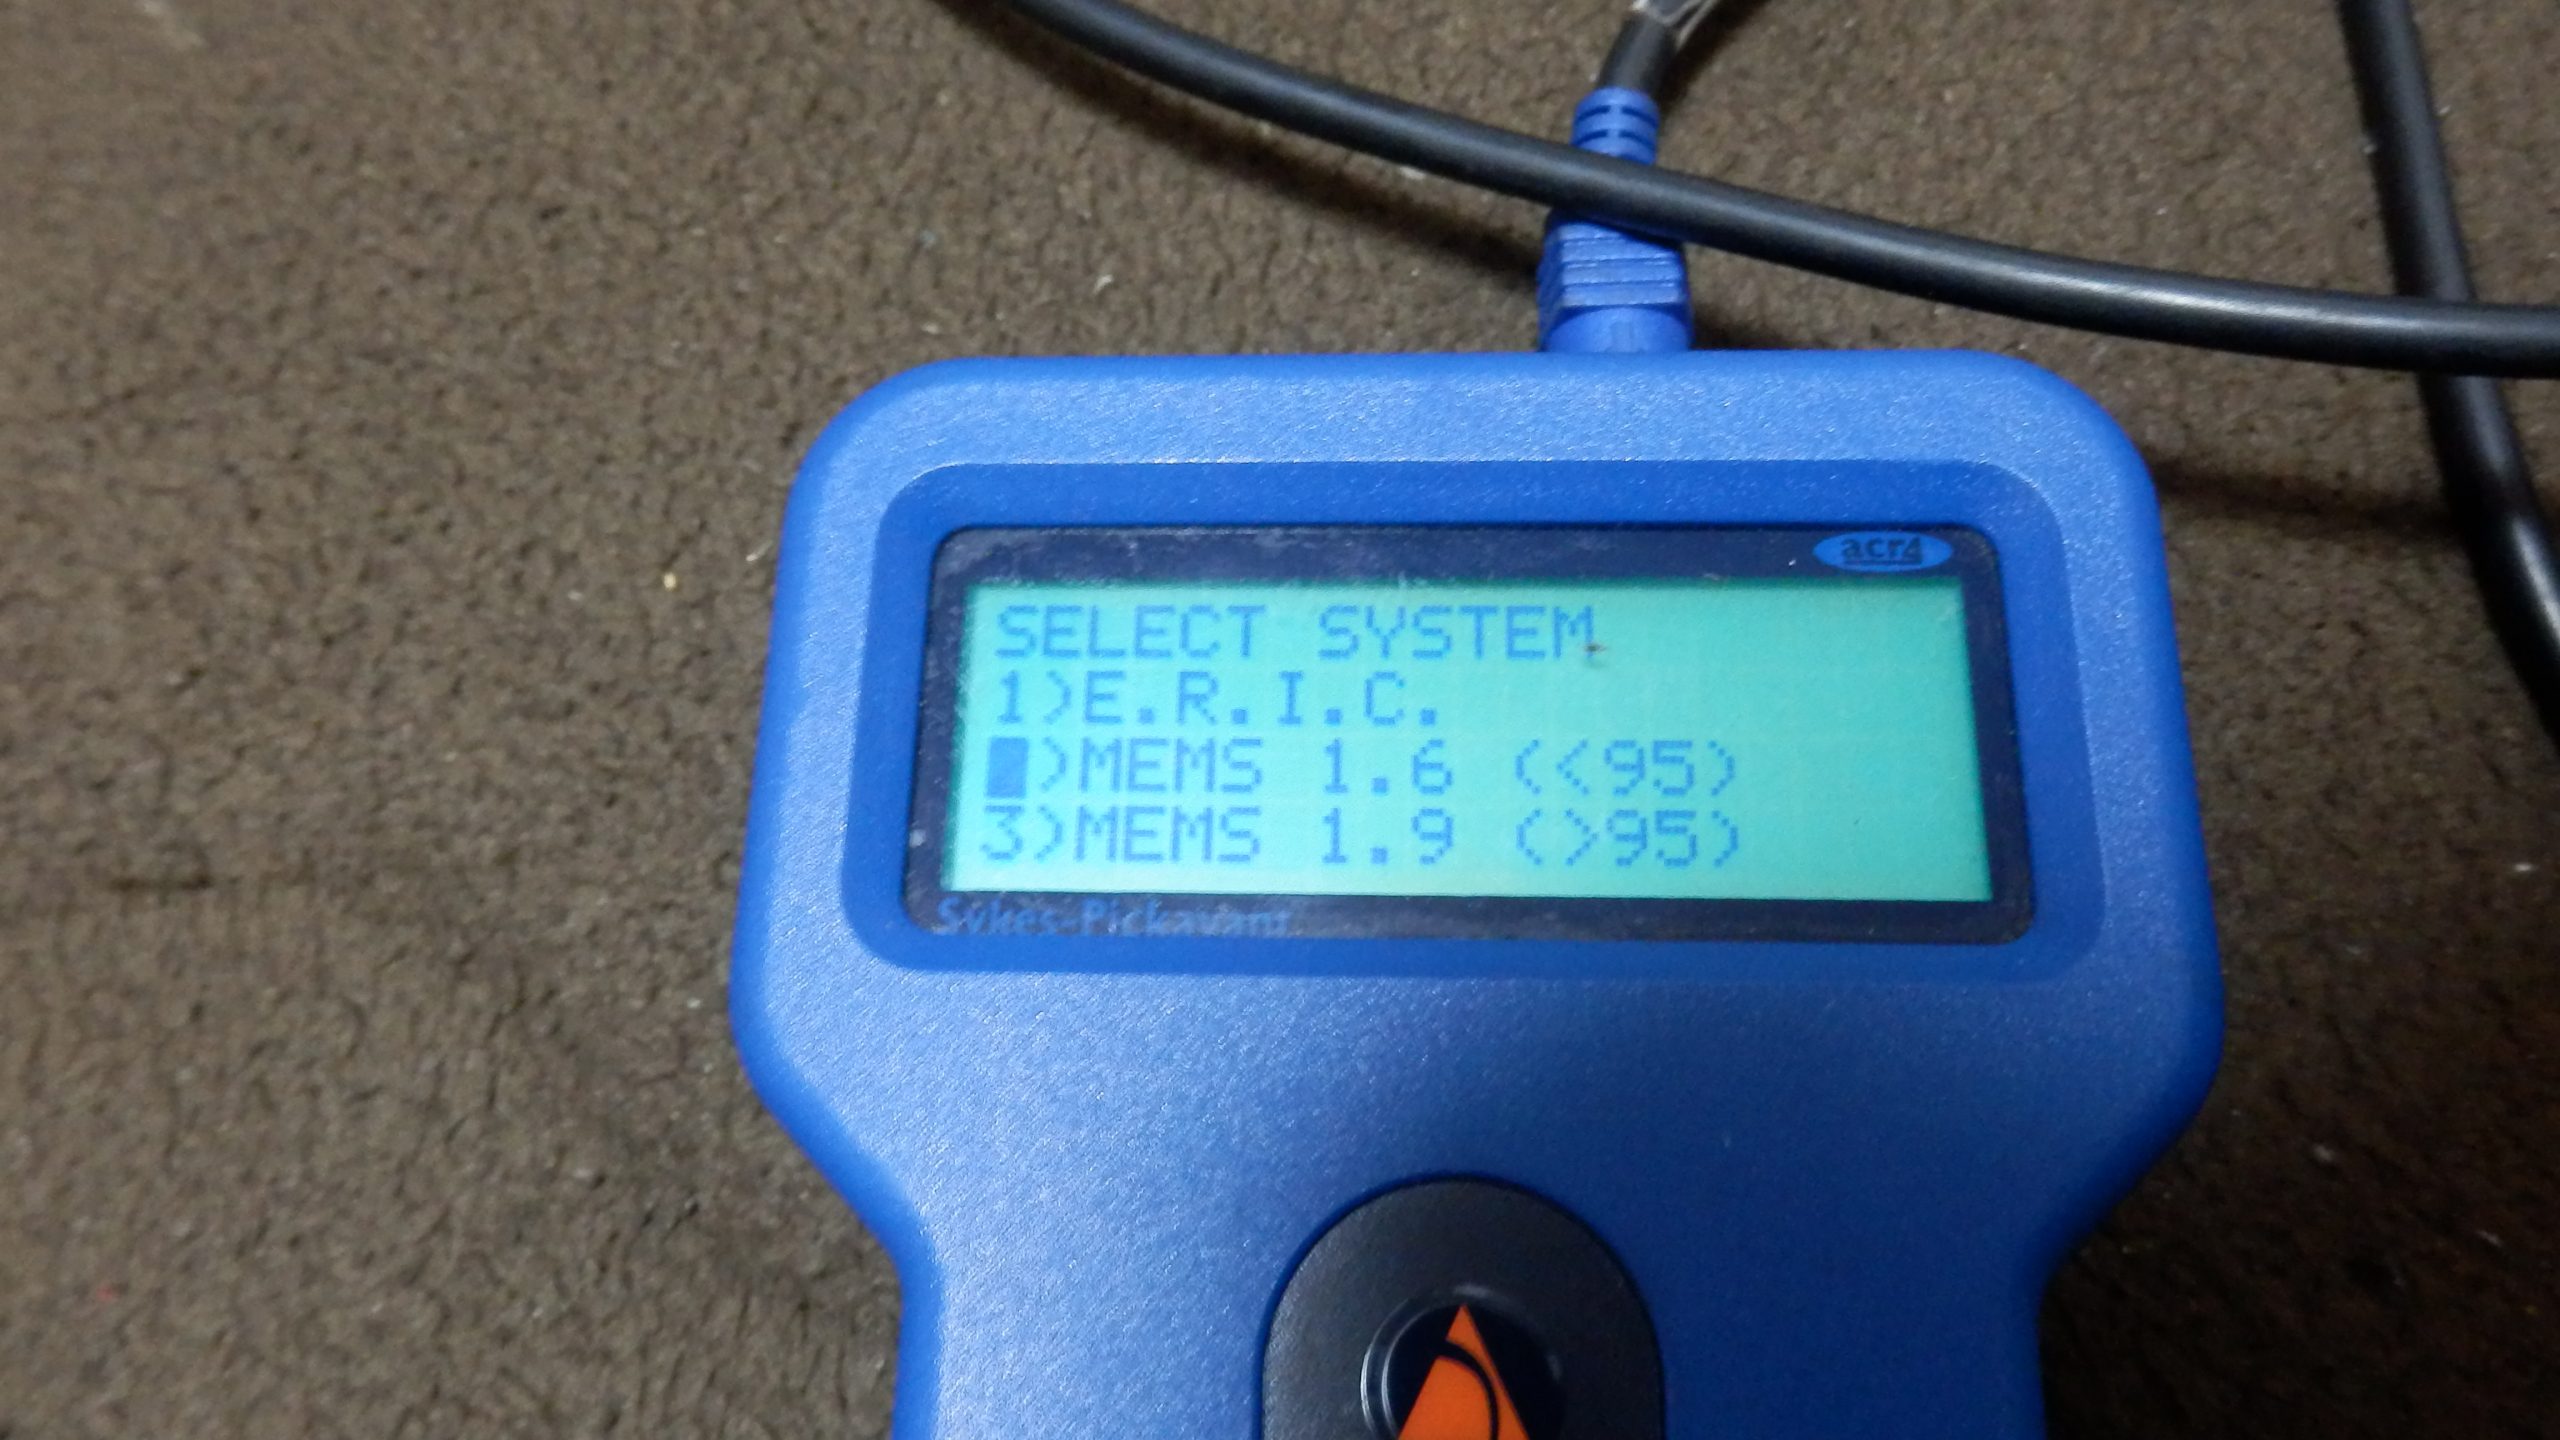 acr4
SELECT SYSTEM
1)E.R.I.C.
█)MEMS 1.6 (<95)
3)MEMS 1.9 (>95)
Sykes-Pickavant